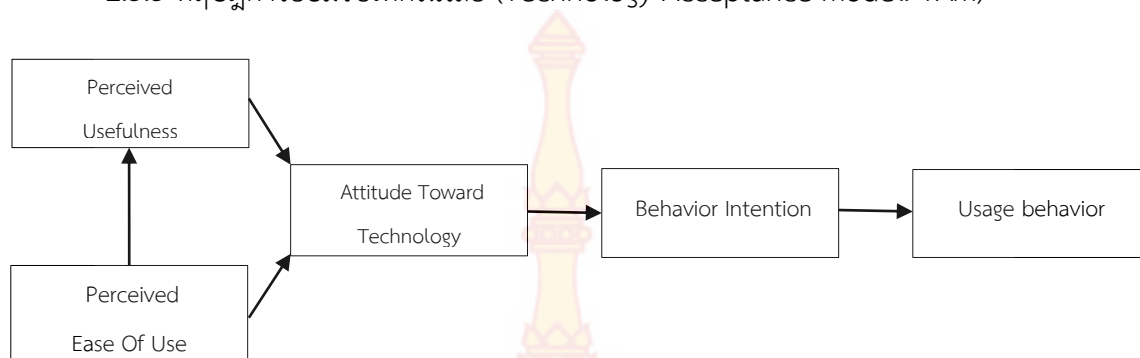 ทฤษฎีการยอมรับเทคโนโลยี (Technology Acceptance Model: TAM)
Perceived
Usefulness
Attitude Toward
Technology
Behavior Intention
Usage behavior
Perceived
Ease Of Use